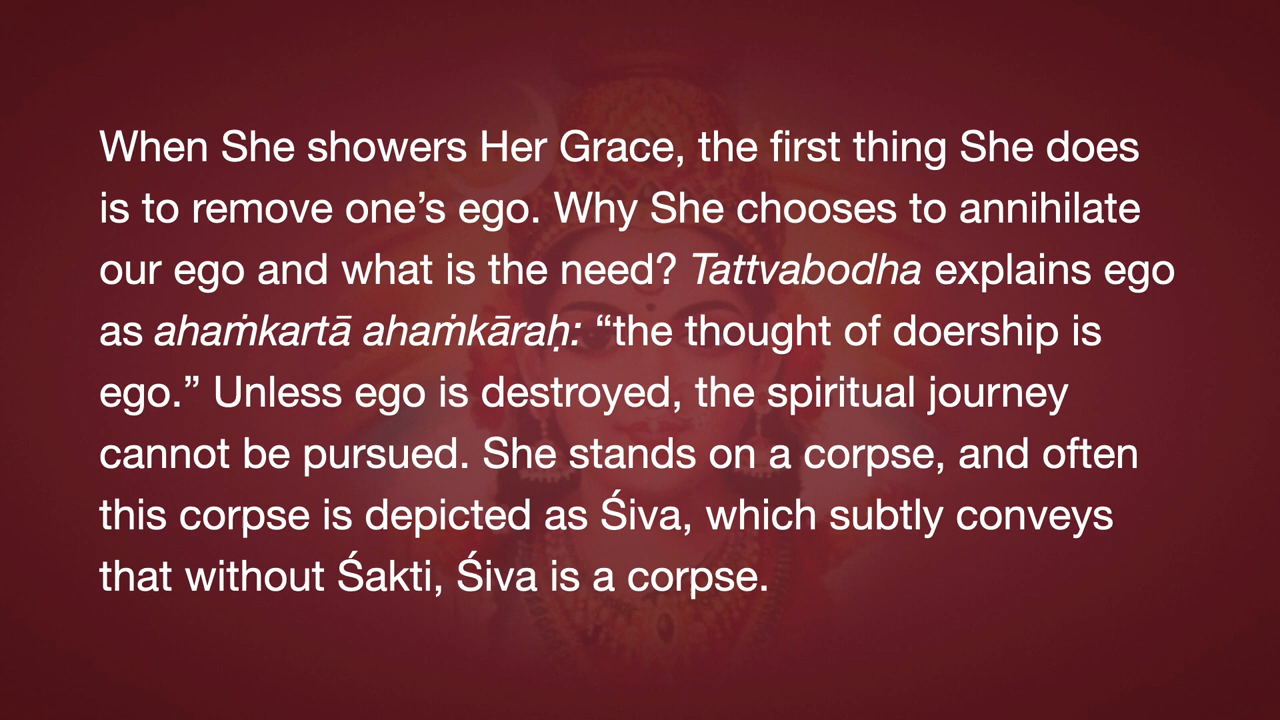 When She showers Her Grace, the first thing She does
is to remove one’s ego. Why She chooses to annihilate
our ego and what is the need? Tattvabodha explains ego
as ahaṁkartā ahaṁkāraḥ: “the thought of doership is
ego.” Unless ego is destroyed, the spiritual journey
cannot be pursued. She stands on a corpse, and often
this corpse is depicted as Śiva, which subtly conveys
that without Śakti, Śiva is a corpse.